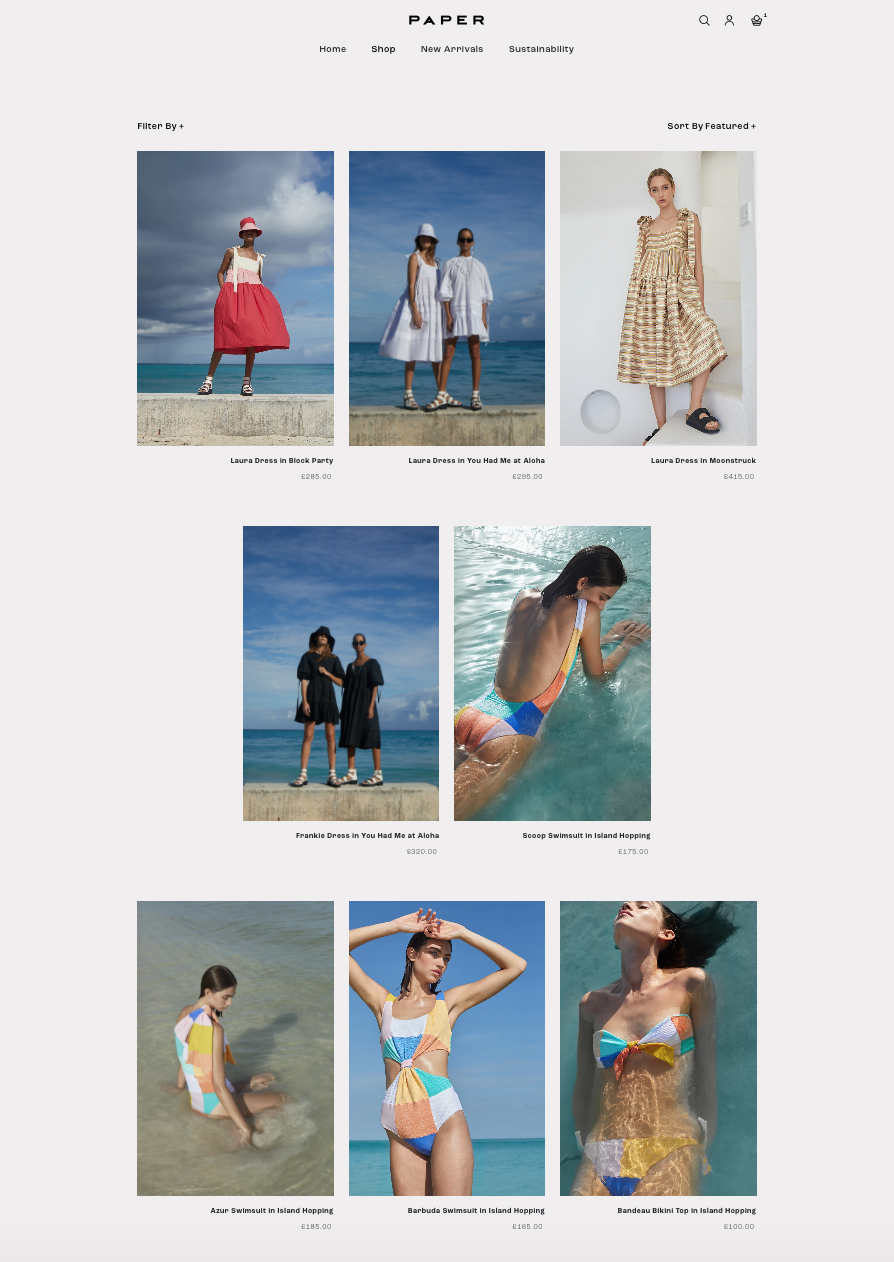 PAPER
1
Home Shop New Arrivals Sustainability
Filter By + Sort By Featured +
Laura Dress in Block Party Laura Dress in You Had Me at Aloha Laura Dress in Moonstruck
£285.00 £295.00 £415.00
Frankie Dress in You Had Me at Aloha Scoop Swimsuit in Island Hopping
£320.00 £175.00
Azur Swimsuit in Island Hopping Barbuda Swimsuit in Island Hopping Bandeau Bikini Top in Island Hopping
£185.00 £165.00 £100.00